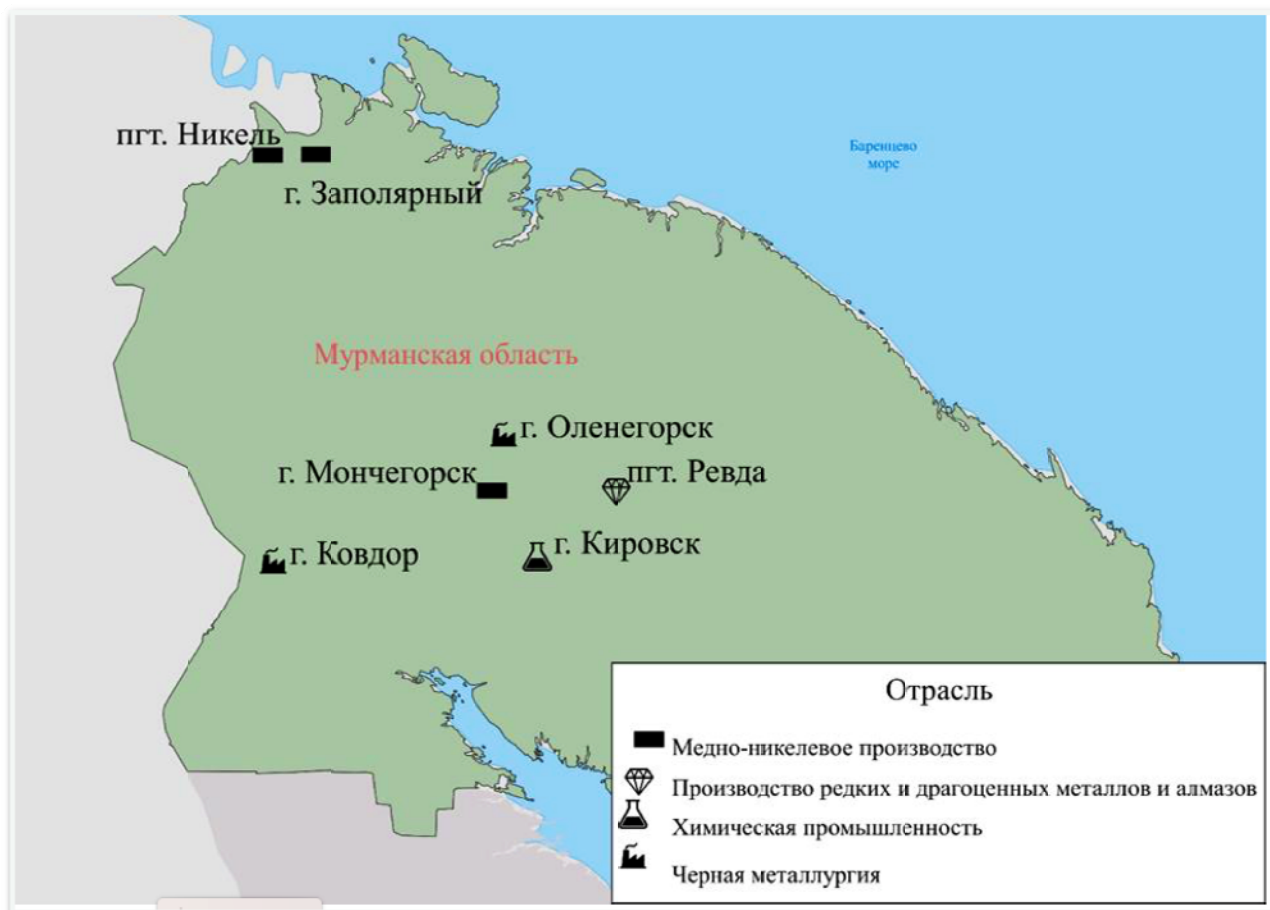 Баренцево
море
пгт. Никель
г. Заполярный
Мурманская область
г. Оленегорск
г. Мончегорск
пгт. Ревда
г. Ковдор
г. Кировск
Отрасль
Медно-никелевое производство
Производство редких и драгоценных металлов и алмазов
Химическая промышленность
Черная металлургия